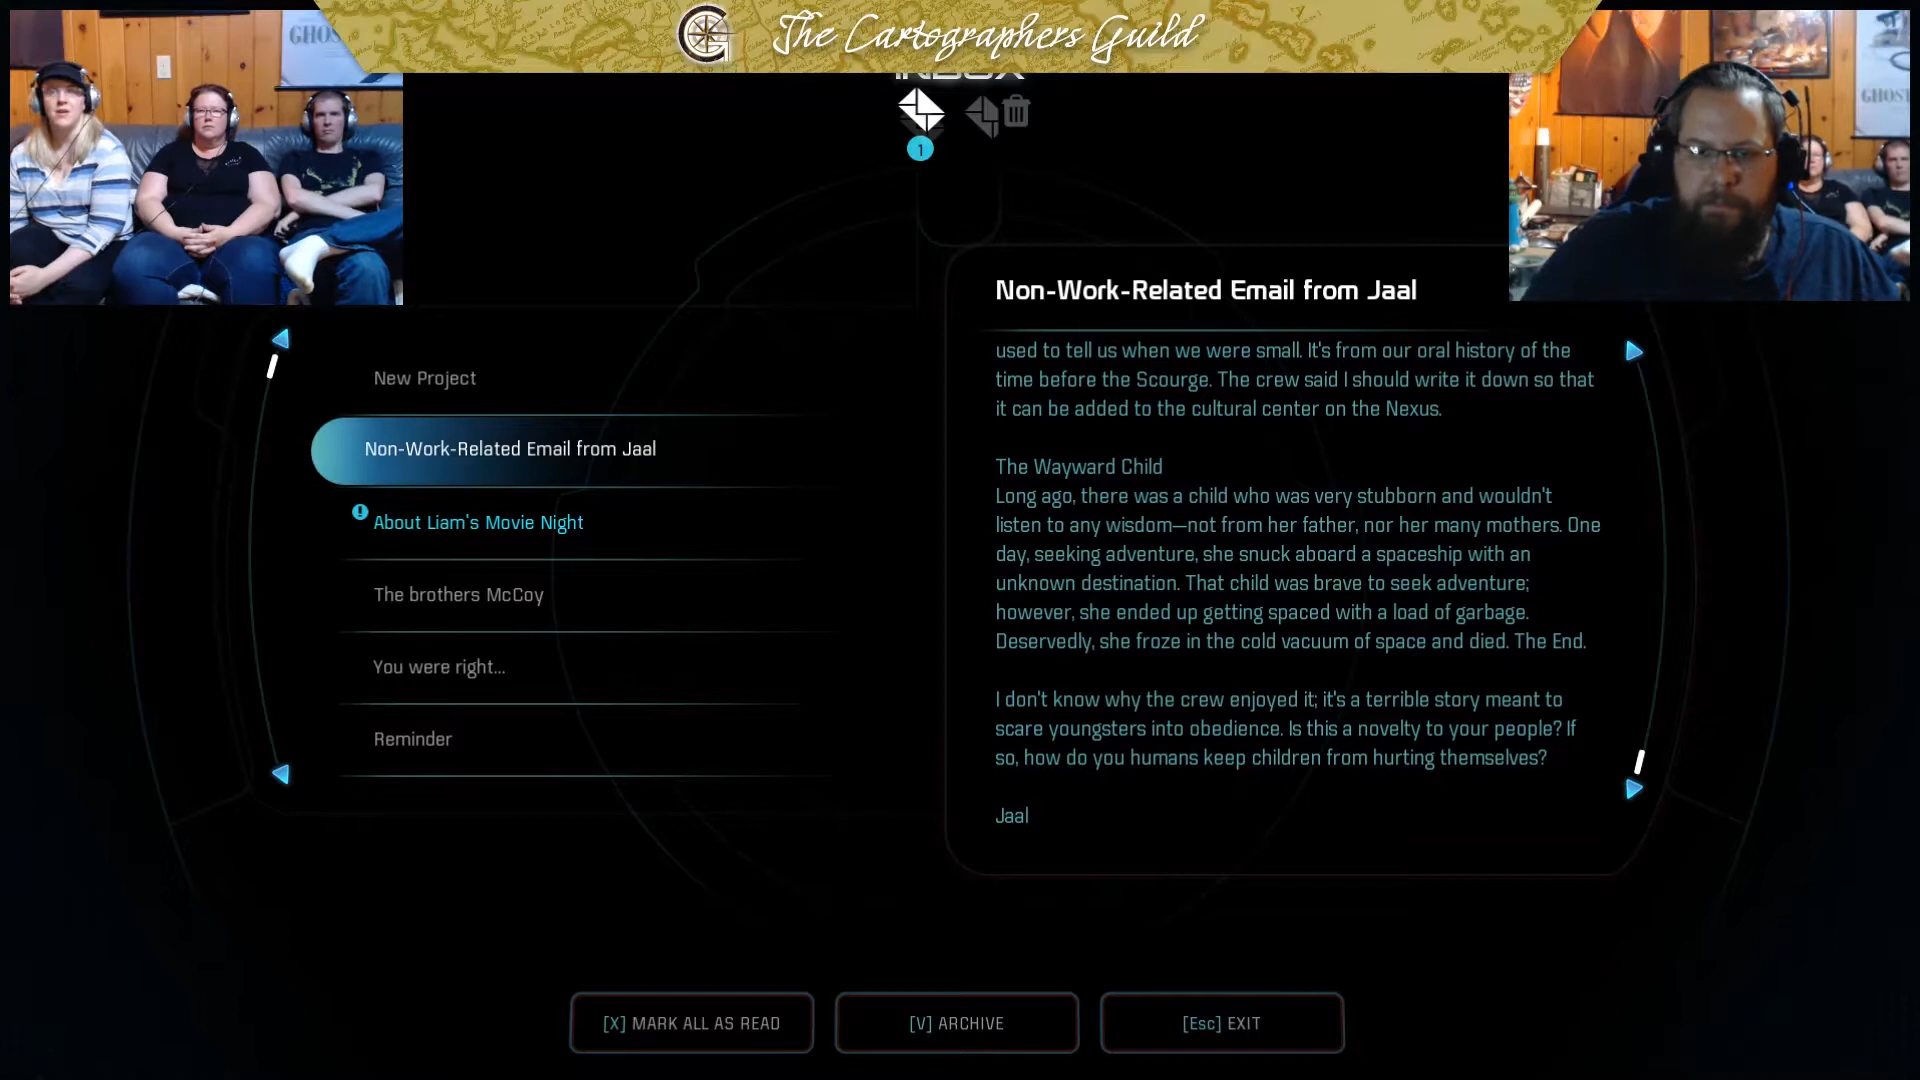 The Cartographers Guild
INBOX
1
New Project
Non-Work-Related Email from Jaal
About Liam's Movie Night
The brothers McCoy
You were right...
Reminder
Non-Work-Related Email from Jaal
used to tell us when we were small. It's from our oral history of the
time before the Scourge. The crew said I should write it down so that
it can be added to the cultural center on the Nexus.
The Wayward Child
Long ago, there was a child who was very stubborn and wouldn't
listen to any wisdom—not from her father, nor her many mothers. One
day, seeking adventure, she snuck aboard a spaceship with an
unknown destination. That child was brave to seek adventure;
however, she ended up getting spaced with a load of garbage.
Deservedly, she froze in the cold vacuum of space and died. The End.
I don't know why the crew enjoyed it; it's a terrible story meant to
scare youngsters into obedience. Is this a novelty to your people? If
so, how do you humans keep children from hurting themselves?
Jaal
[X] MARK ALL AS READ
[V] ARCHIVE
[Esc] EXIT
GHOS
GHOST